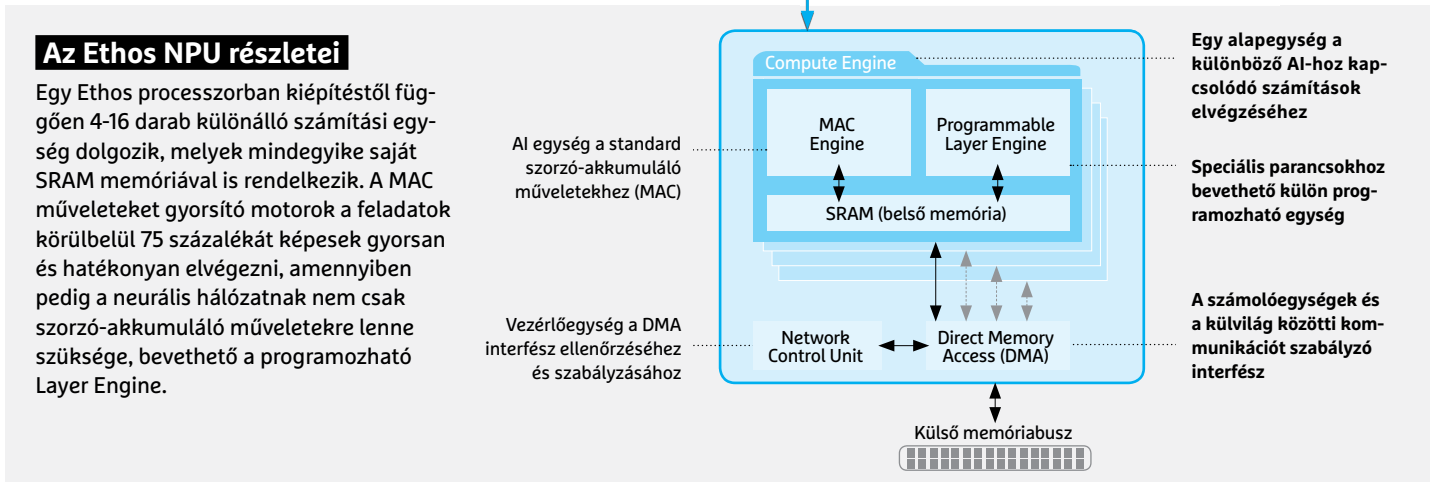 Az Ethos NPU részletei
Egy Ethos processzorban kiépítéstől füg-
gően 4-16 darab különálló számítási egy-
ség dolgozik, melyek mindegyike saját
SRAM memóriával is rendelkezik. A MAC
műveleteket gyorsító motorok a feladatok
körülbelül 75 százalékát képesek gyorsan
és hatékonyan elvégezni, amennyiben
pedig a neurális hálózatnak nem csak
szorzó-akkumuláló műveletekre lenne
szüksége, bevethető a programozható
Layer Engine.
AI egység a standard
szorzó-akkumuláló
műveletekhez (MAC)
Vezérlőegység a DMA
interfész ellenőrzéséhez
és szabályzásához
Compute Engine
MAC
Engine
Programmable
Layer Engine
SRAM (belső memória)
Network
Control Unit
Direct Memory
Access (DMA)
Külső memóriabusz
Egy alapegység a
különböző AI-hoz kap-
csolódó számítások
elvégzéséhez
Speciális parancsokhoz
bevethető külön prog-
ramozható egység
A számolóegységek és
a külvilág közötti kom-
munikációt szabályzó
interfész